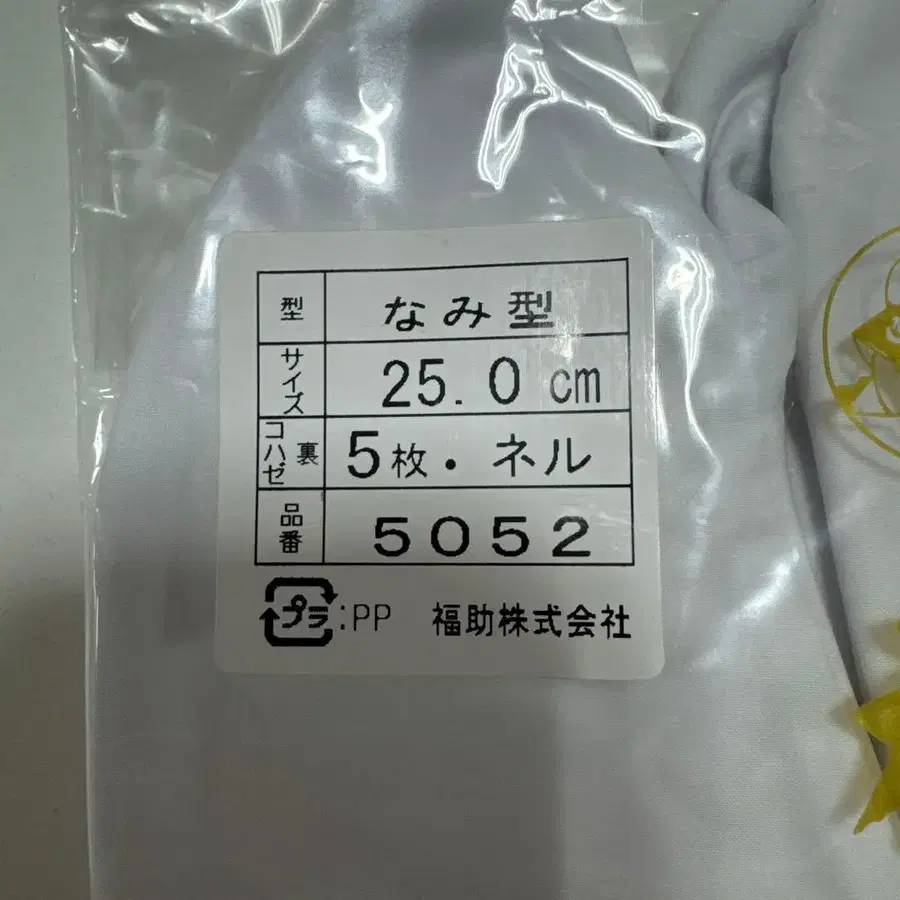 型 なみ型
サイズ 25.0 cm
コハゼ 裏 5枚・ネル
品番 5052
プラ:PP 福助株式会社